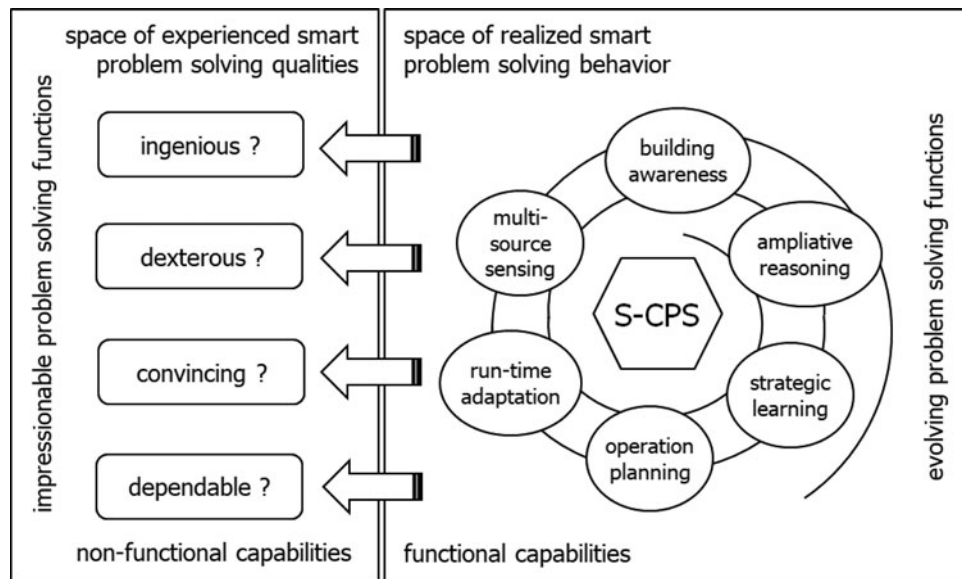 space of experienced smart
problem solving qualities
impressionable problem solving functions
ingenious ?
dexterous ?
convincing ?
dependable ?
non-functional capabilities
space of realized smart
problem solving behavior
building
awareness
multi-
source
sensing
ampliative
reasoning
S-CPS
run-time
adaptation
strategic
learning
operation
planning
evolving problem solving functions
functional capabilities